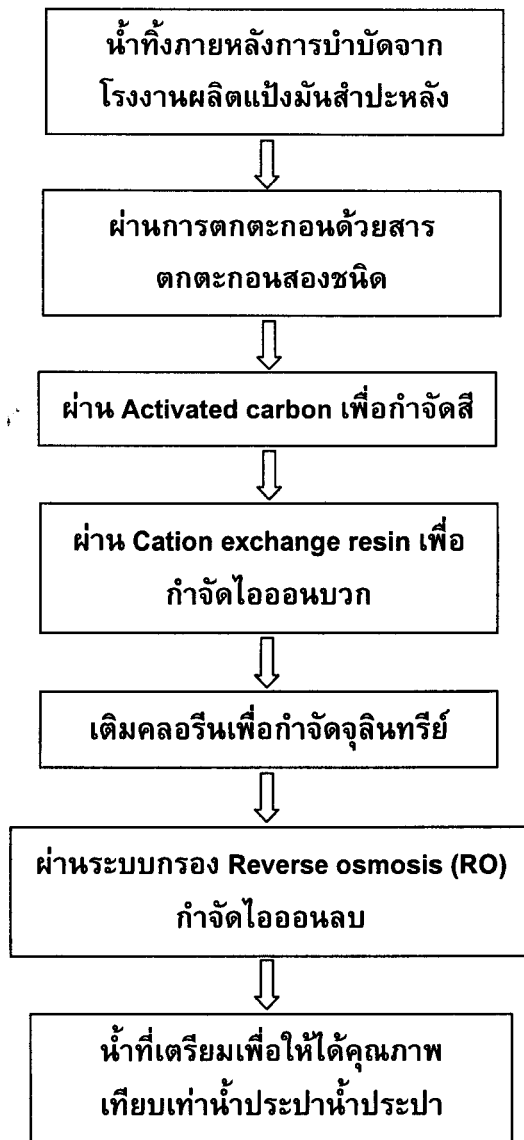 น้ำทิ้งภายหลังการบำบัดจาก
โรงงานผลิตแป้งมันสำปะหลัง
ผ่านการตกตะกอนด้วยสาร
ตกตะกอนสองชนิด
ผ่าน Activated carbon เพื่อกำจัดสี
ผ่าน Cation exchange resin เพื่อ
กำจัดไอออนบวก
เติมคลอรีนเพื่อกำจัดจุลินทรีย์
ผ่านระบบกรอง Reverse osmosis (RO)
กำจัดไอออนลบ
น้ำที่เตรียมเพื่อให้ได้คุณภาพ
เทียบเท่าน้ำประปาน้ำประปา